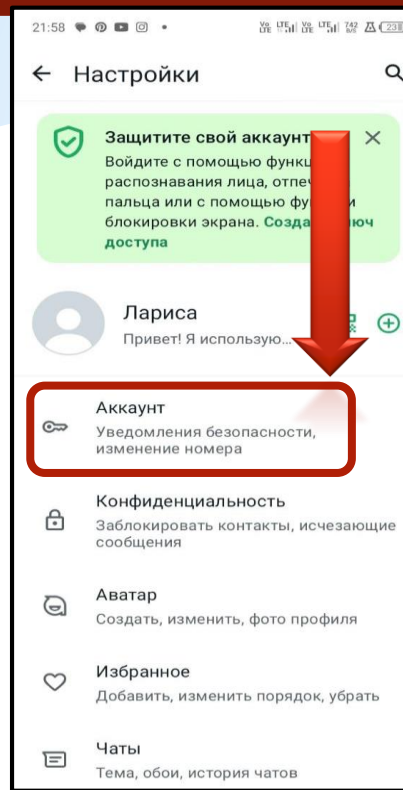 21:58
Настройки
Защитите свой аккаунт
Войдите с помощью
распознавания лица,
пальца или с помощью
блокировки экрана.
доступа
Лариса
Привет! Я использую...
Аккаунт
Уведомления безопасности,
изменение номера
Конфиденциальность
Заблокировать контакты, исчезающие
сообщения
Аватар
Создать, изменить, фото профиля
Избранное
Добавить, изменить порядок, убрать
Чаты
Тема, обои, история чатов